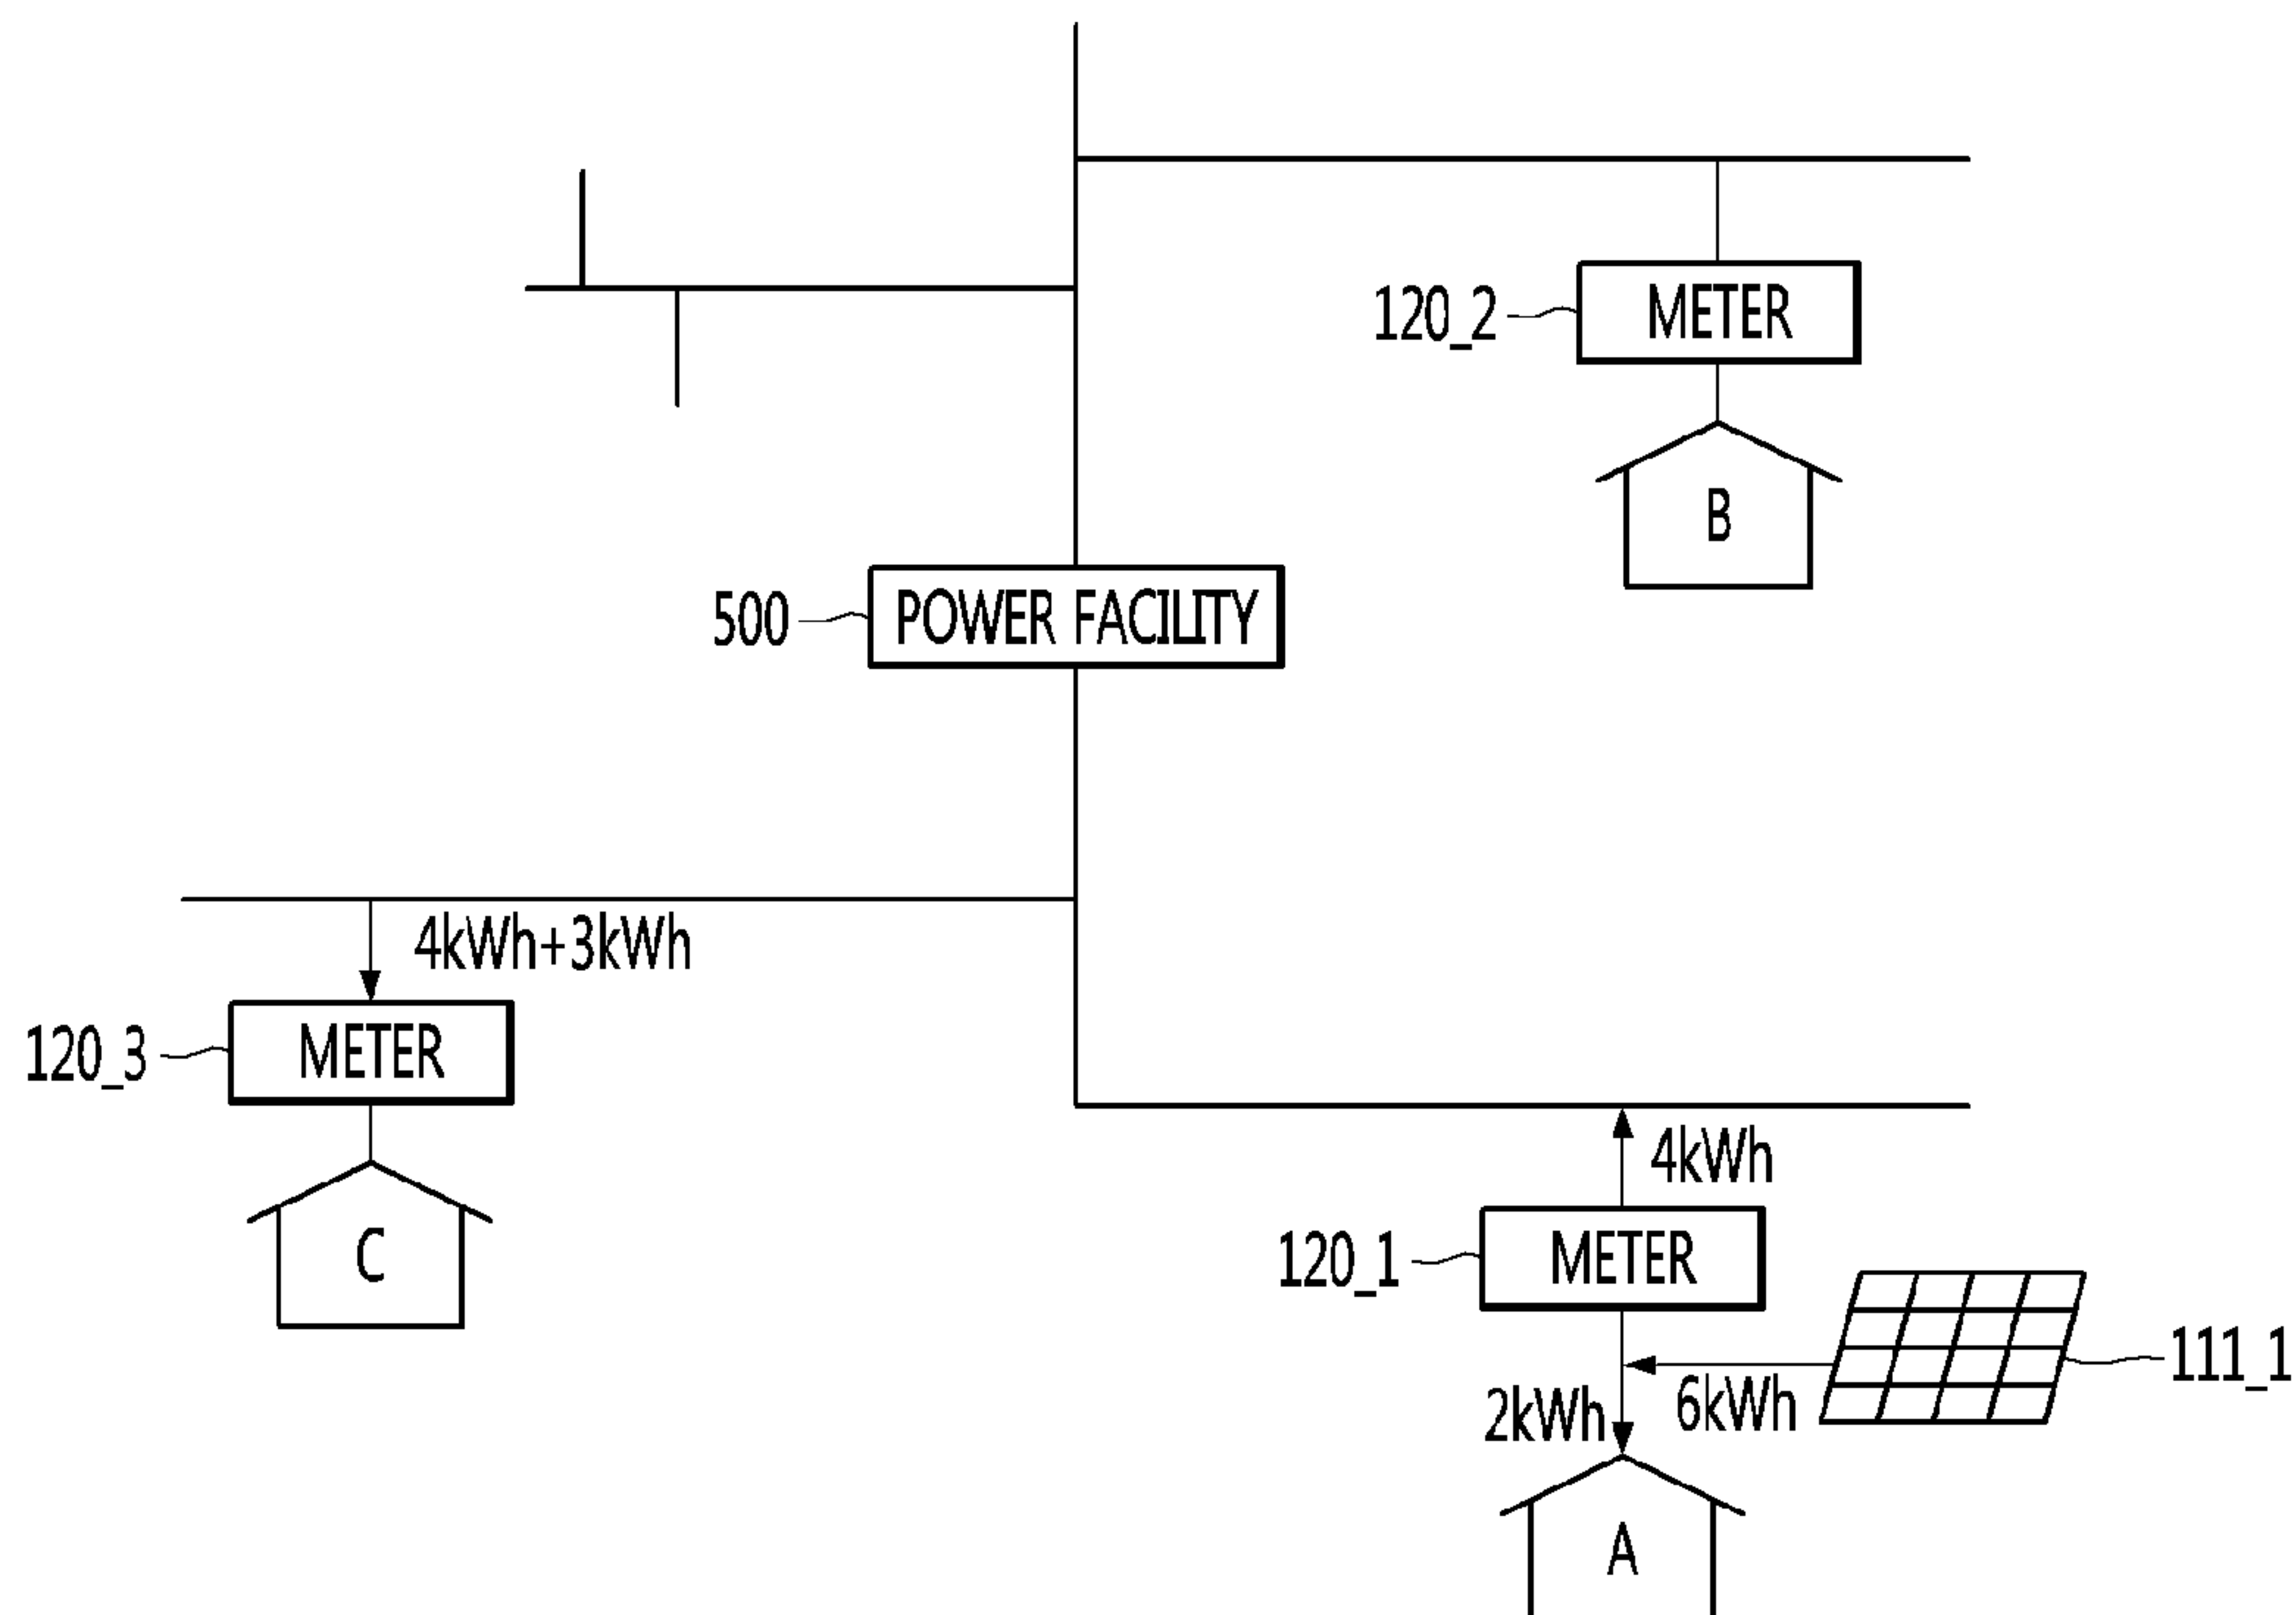 120_2
METER
B
500
POWER FACILITY
4kWh+3kWh
120_3
METER
C
4kWh
120_1
METER
111_1
2kWh
6kWh
A